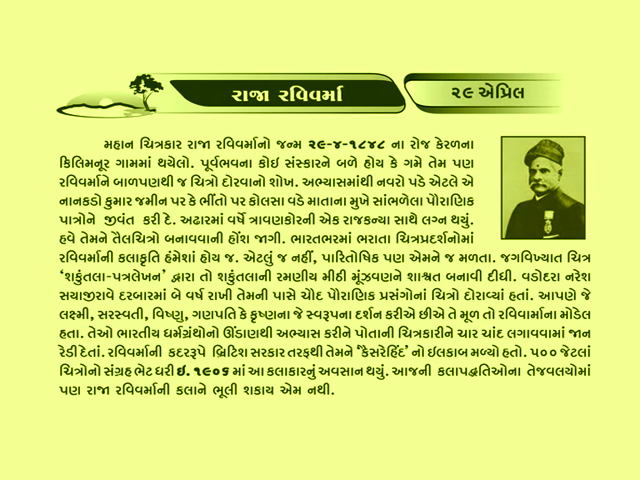 રાજા રવિવર્મા
૨૯ એપ્રિલ
મહાન ચિત્રકાર રાજા રવિવર્માનો જન્મ ૨૯-૪-૧૮૪૮ ના રોજ કેરળના
કિલિમનૂર ગામમાં થયેલો. પૂર્વભવના કોઇ સંસ્કારને બળે હોય કે ગમે તેમ પણ
રવિવર્માને બાળપણથી જ ચિત્રો દોરવાનો શોખ. અભ્યાસમાંથી નવરો પડે એટલે એ
નાનકડો કુમાર જમીન પર કે ભીંતો પર કોલસા વડે માતાના મુખે સાંભળેલા પૌરાણિક
પાત્રોને જીવંત કરી દે. અઢારમાં વર્ષે ત્રાવણકોરની એક રાજકન્યા સાથે લગ્ન થયું.
હવે તેમને તૈલચિત્રો બનાવવાની હોંશ જાગી. ભારતભરમાં ભરાતા ચિત્રપ્રદર્શનોમાં
રવિવર્માની કલાકૃતિ હંમેશાં હોય જ. એટલું જ નહીં, પારિતોષિક પણ એમને જ મળતા. જગવિખ્યાત ચિત્ર
‘શકુંતલા-પત્રલેખન’ દ્વારા તો શકુંતલાની રમણીય મીઠી મૂંઝવણને શાશ્વત બનાવી દીધી. વડોદરા નરેશ
સયાજીરાવે દરબારમાં બે વર્ષ રાખી તેમની પાસે ચૌદ પૌરાણિક પ્રસંગોનાં ચિત્રો દોરાવ્યાં હતાં. આપણે જે
લક્ષ્મી, સરસ્વતી, વિષ્ણુ, ગણપતિ કે કૃષ્ણના જે સ્વરૂપના દર્શન કરીએ છીએ તે મૂળ તો રવિવર્માના મોડેલ
હતા. તેઓ ભારતીય ધર્મગ્રંથોનો ઊંડાણથી અભ્યાસ કરીને પોતાની ચિત્રકારીને ચાર ચાંદ લગાવવામાં જાન
રેડી દેતાં. રવિવર્માની કદરરૂપે બ્રિટિશ સરકાર તરફથી તેમને ‘કેસરેહિંદ’ નો ઇલકાબ મળ્યો હતો. ૫૦૦ જેટલાં
ચિત્રોનો સંગ્રહ ભેટ ધરી ઇ. ૧૯૦૬ માં આ કલાકારનું અવસાન થયું. આજની કલાપદ્ધતિઓના તેજવલયોમાં
પણ રાજા રવિવર્માની કલાને ભૂલી શકાય એમ નથી.